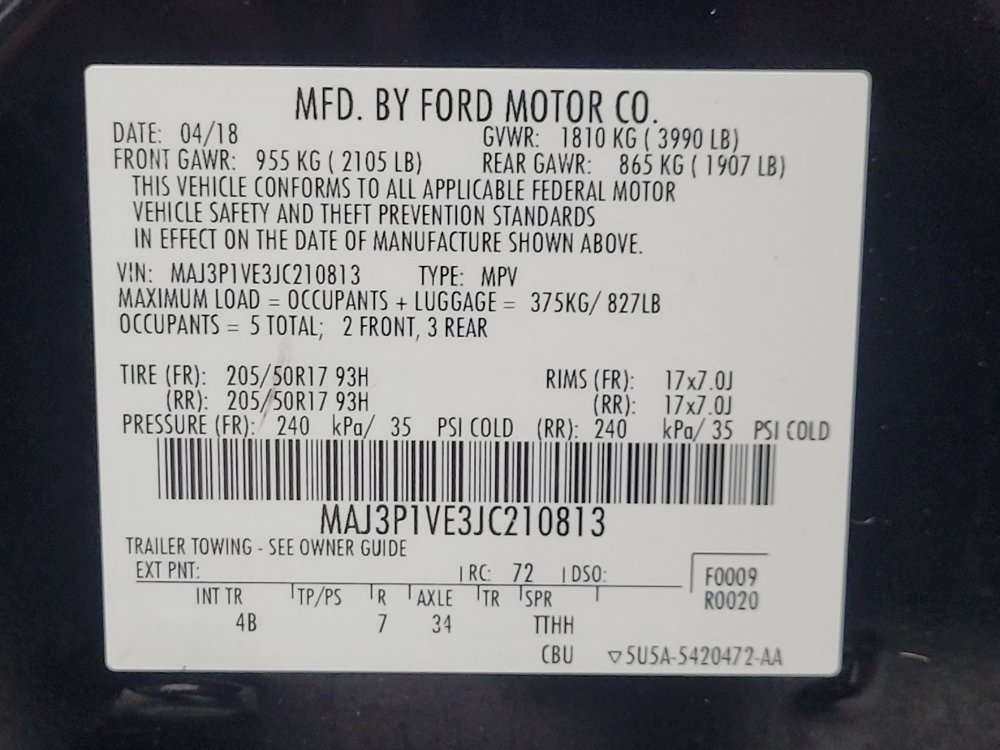 MFD. BY FORD MOTOR CO.
DATE: 04/18 GVWR: 1810 KG ( 3990 LB)
FRONT GAWR: 955 KG ( 2105 LB) REAR GAWR: 865 KG ( 1907 LB)
THIS VEHICLE CONFORMS TO ALL APPLICABLE FEDERAL MOTOR
VEHICLE SAFETY AND THEFT PREVENTION STANDARDS
IN EFFECT ON THE DATE OF MANUFACTURE SHOWN ABOVE.
VIN: MAJ3P1VE3JC210813 TYPE: MPV
MAXIMUM LOAD = OCCUPANTS + LUGGAGE = 375KG/ 827LB
OCCUPANTS = 5 TOTAL; 2 FRONT, 3 REAR
TIRE (FR): 205/50R17 93H RIMS (FR): 17x7.0J
(RR): 205/50R17 93H (RR): 17x7.0J
PRESSURE (FR): 240 kPa/ 35 PSI COLD (RR): 240 kPa/ 35 PSI COLD
MAJ3P1VE3JC210813
TRAILER TOWING - SEE OWNER GUIDE
EXT PNT: RC: 72 DSO: F0009
INT TR TP/PS R AXLE TR SPR R0020
4B 7 34 TTHH
CBU ▽5U5A-5420472-AA